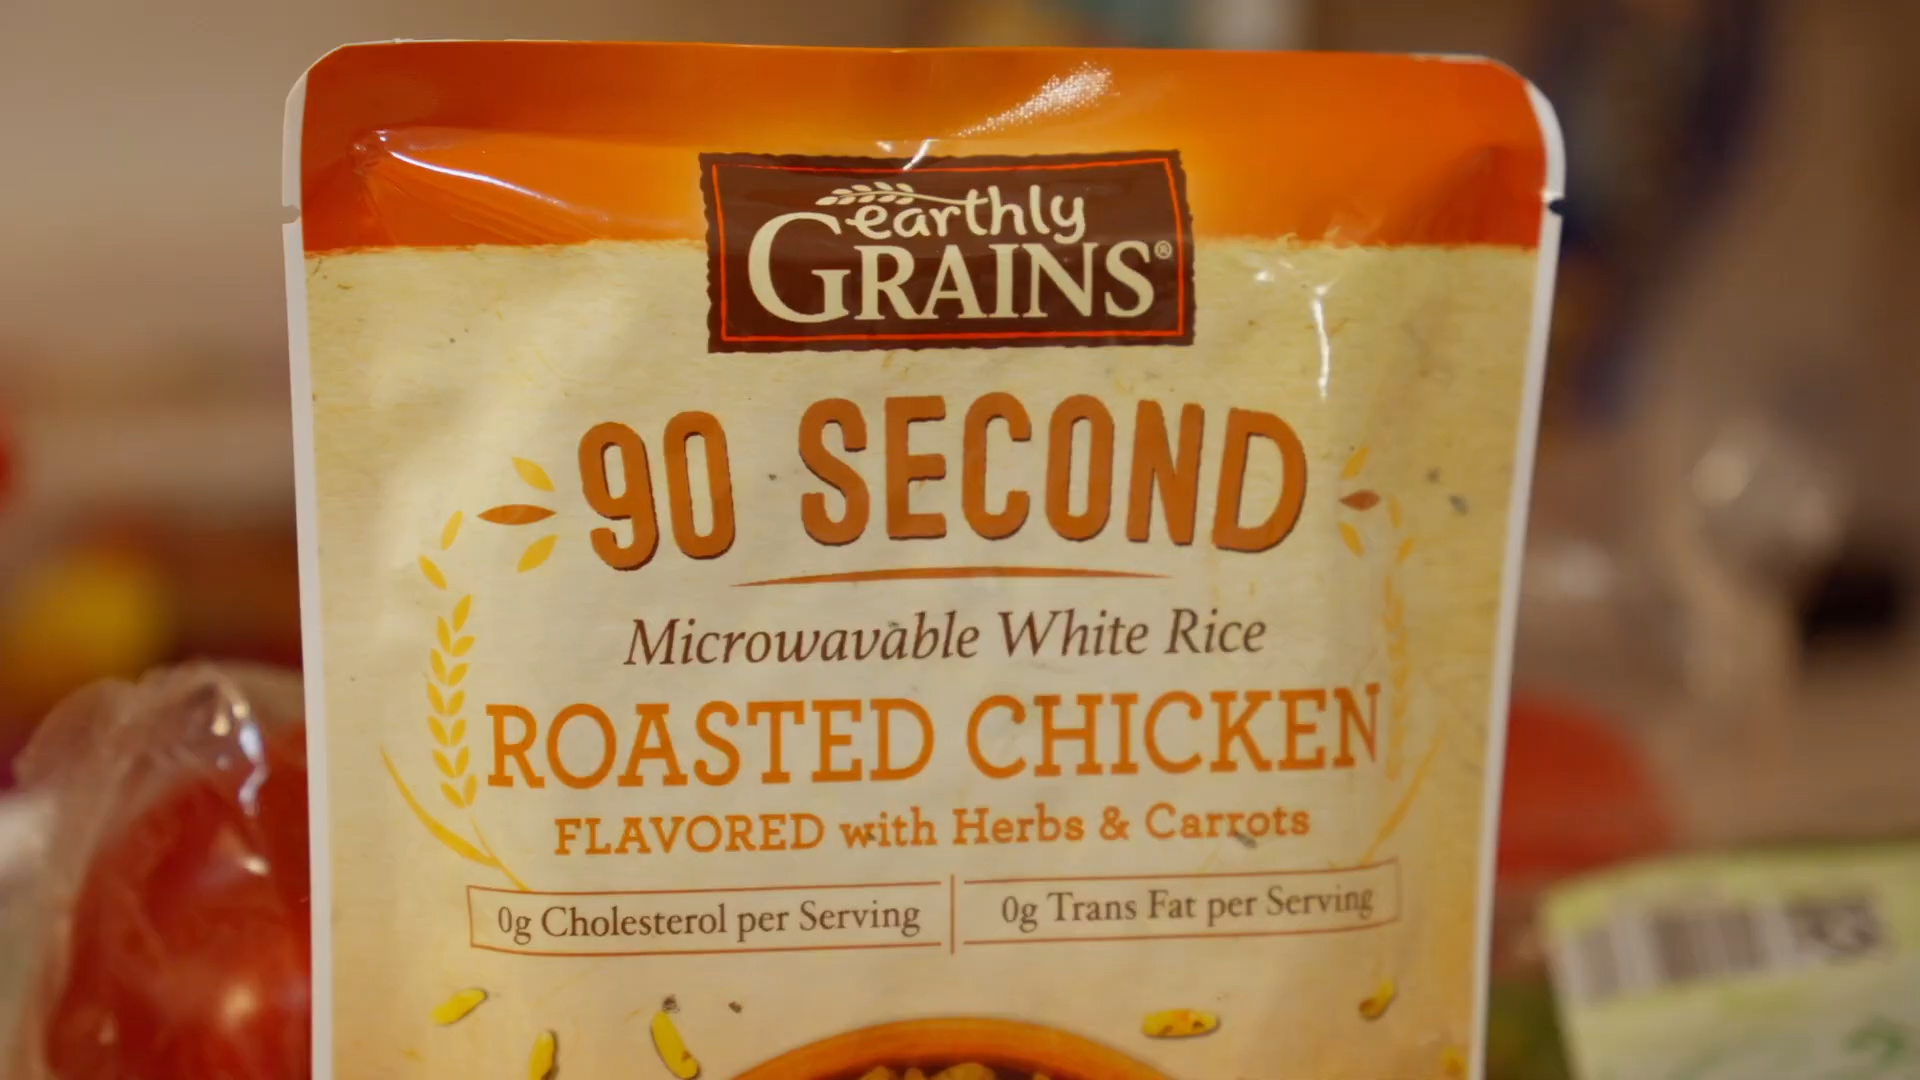 earthly
GRAINS®
90 SECOND
Microwavable White Rice
ROASTED CHICKEN
FLAVORED with Herbs & Carrots
0g Cholesterol per Serving
0g Trans Fat per Serving